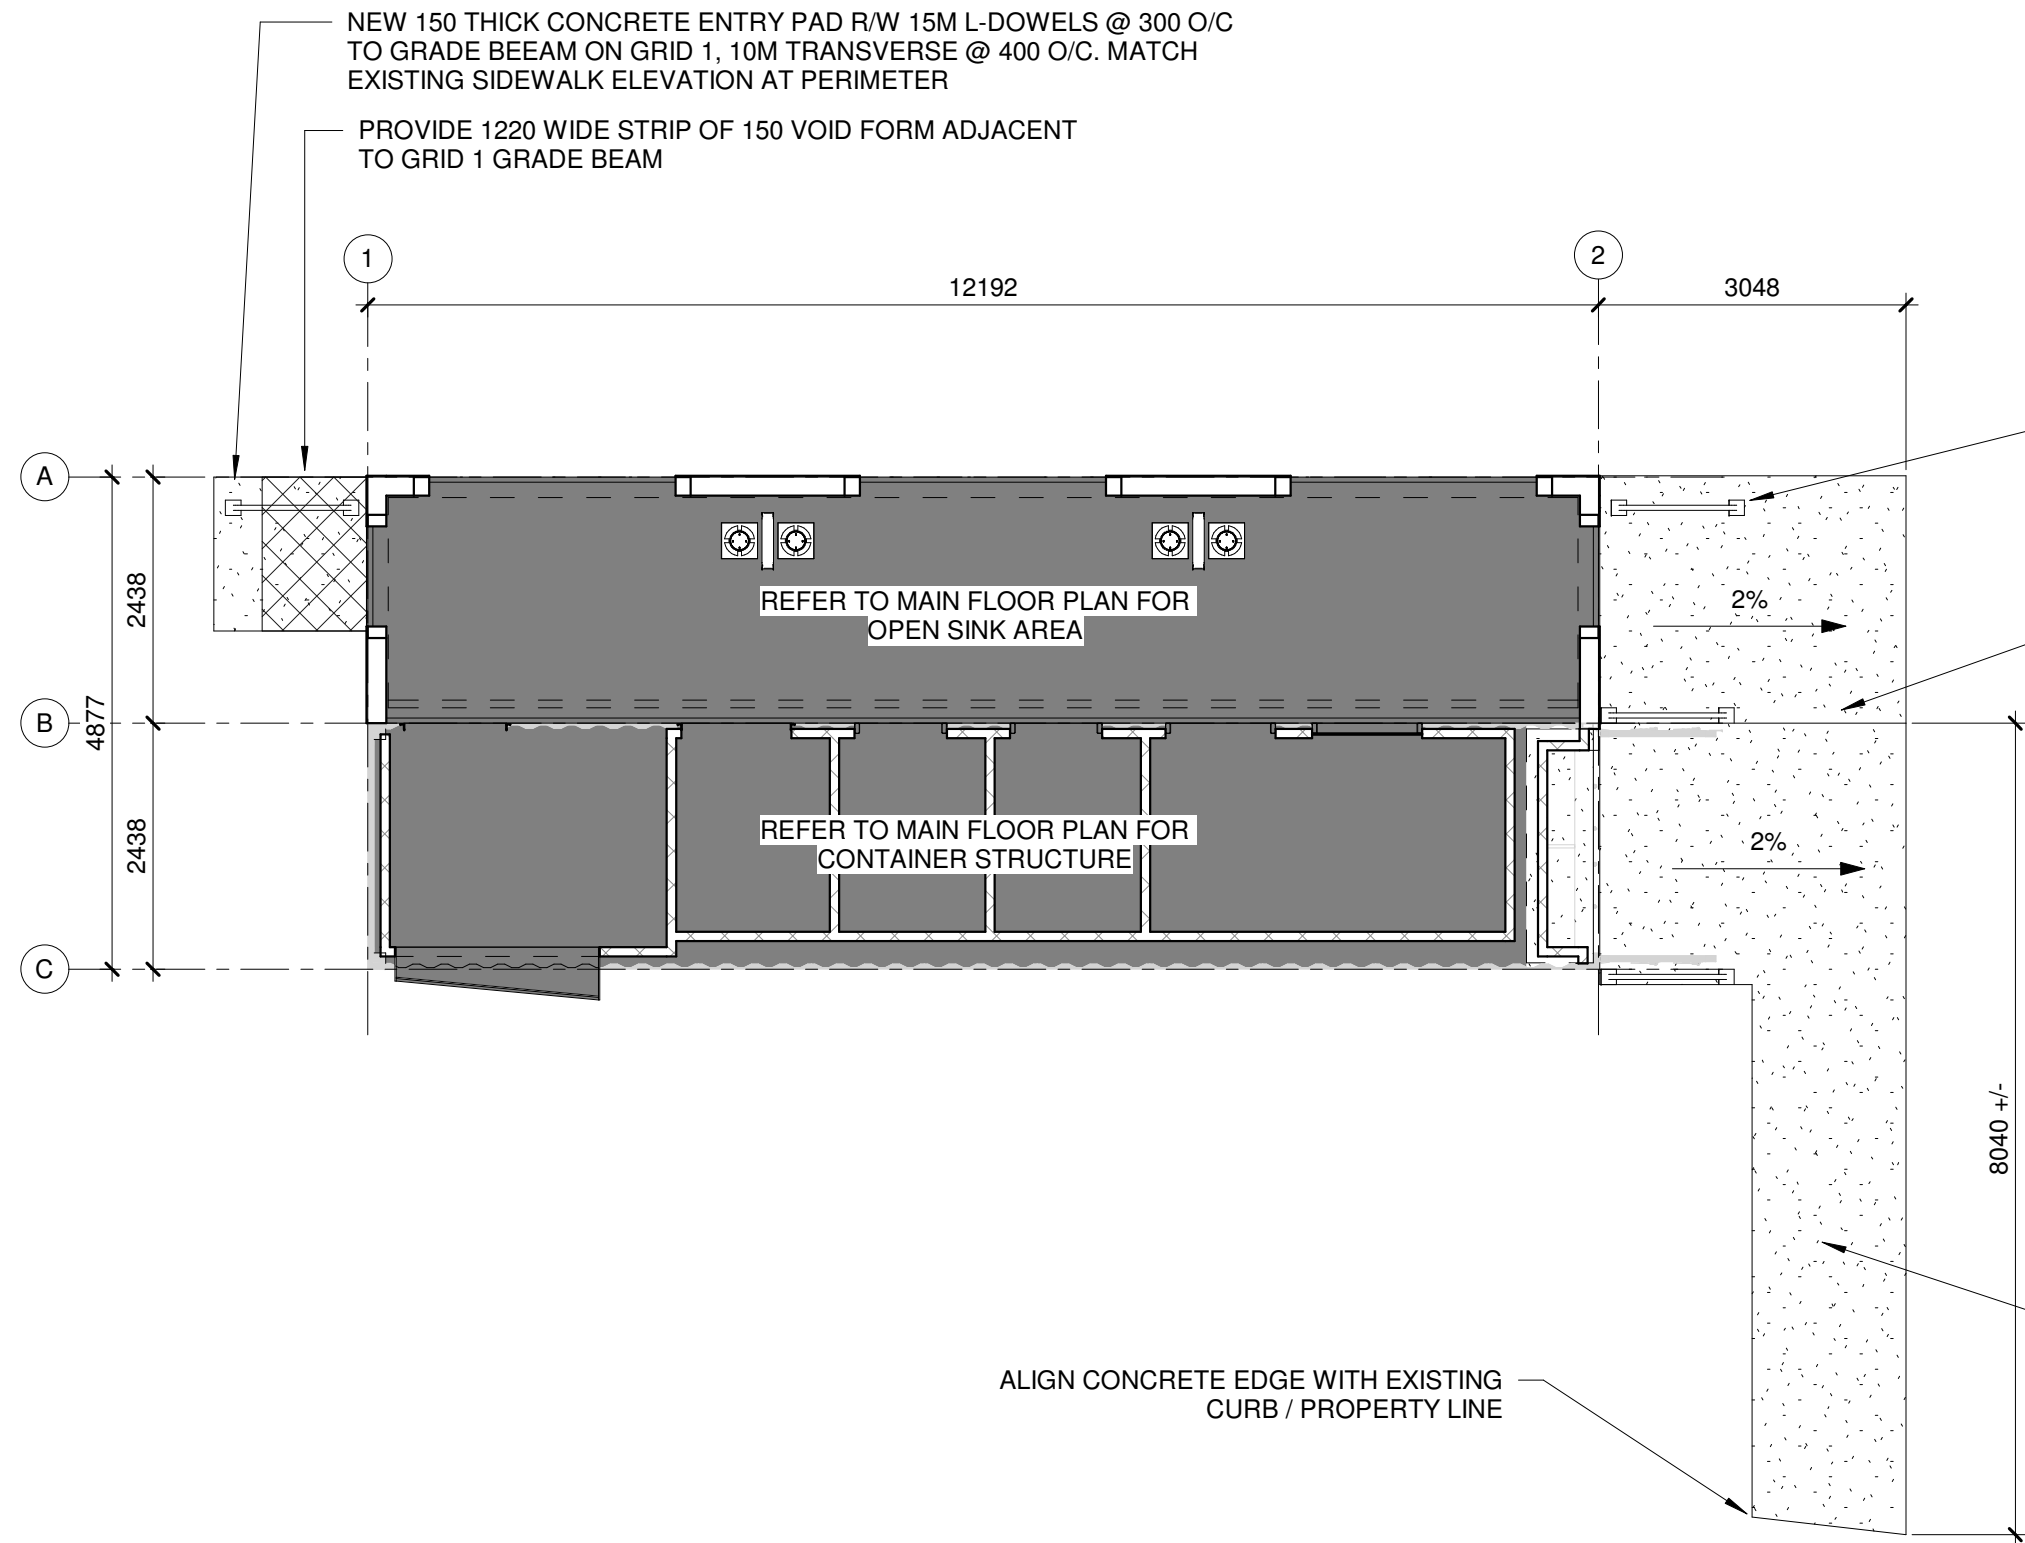 NEW 150 THICK CONCRETE ENTRY PAD R/W 15M L-DOWELS @ 300 O/C
TO GRADE BEEAM ON GRID 1, 10M TRANSVERSE @ 400 O/C. MATCH
EXISTING SIDEWALK ELEVATION AT PERIMETER
PROVIDE 1220 WIDE STRIP OF 150 VOID FORM ADJACENT
TO GRID 1 GRADE BEAM
1
2
12192
3048
A
B
C
2438
4877
2438
REFER TO MAIN FLOOR PLAN FOR
OPEN SINK AREA
2%
REFER TO MAIN FLOOR PLAN FOR
CONTAINER STRUCTURE
2%
8040 +/-
ALIGN CONCRETE EDGE WITH EXISTING
CURB / PROPERTY LINE